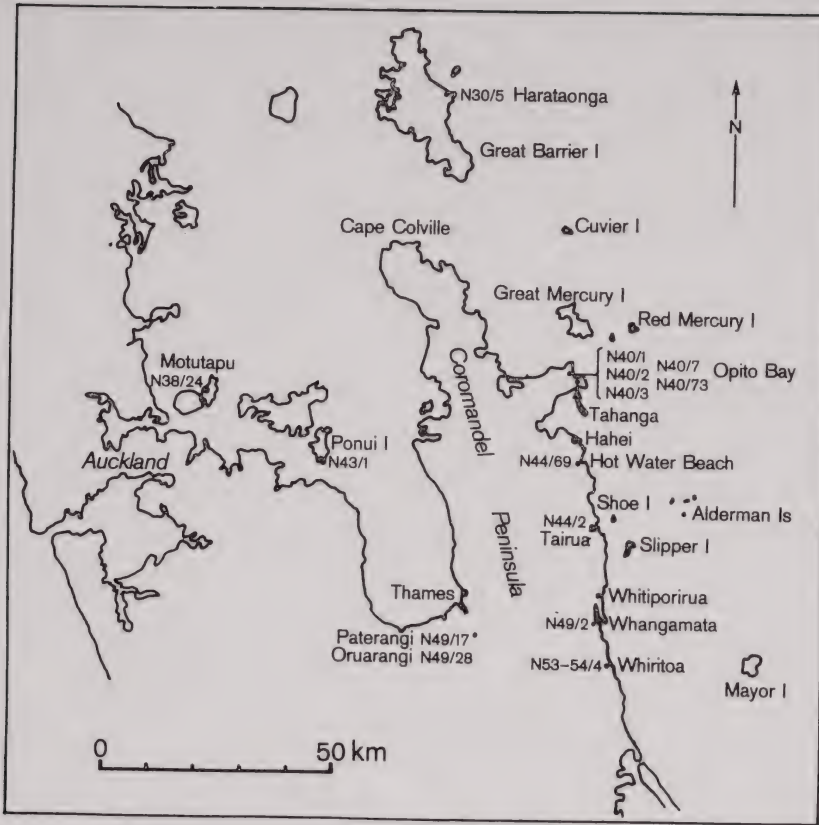 N30/5 Harataonga
N
Great Barrier I
Cape Colville
Cuvier I
Great Mercury I
Red Mercury I
N40/1
N40/2
N40/3
N40/7
N40/73
Opito Bay
Motutapu
N38/24
Coromandel
Peninsula
Tahanga
Hahei
Ponui I
N43/1
Auckland
N44/69 Hot Water Beach
Shoe I
Alderman Is
N44/2
Tairua
Slipper I
Thames
Whitiporirua
Paterangi N49/17
Oruarangi N49/28
N49/2 Whangamata
N53-54/4 Whiritoa
Mayor I
0 50 km